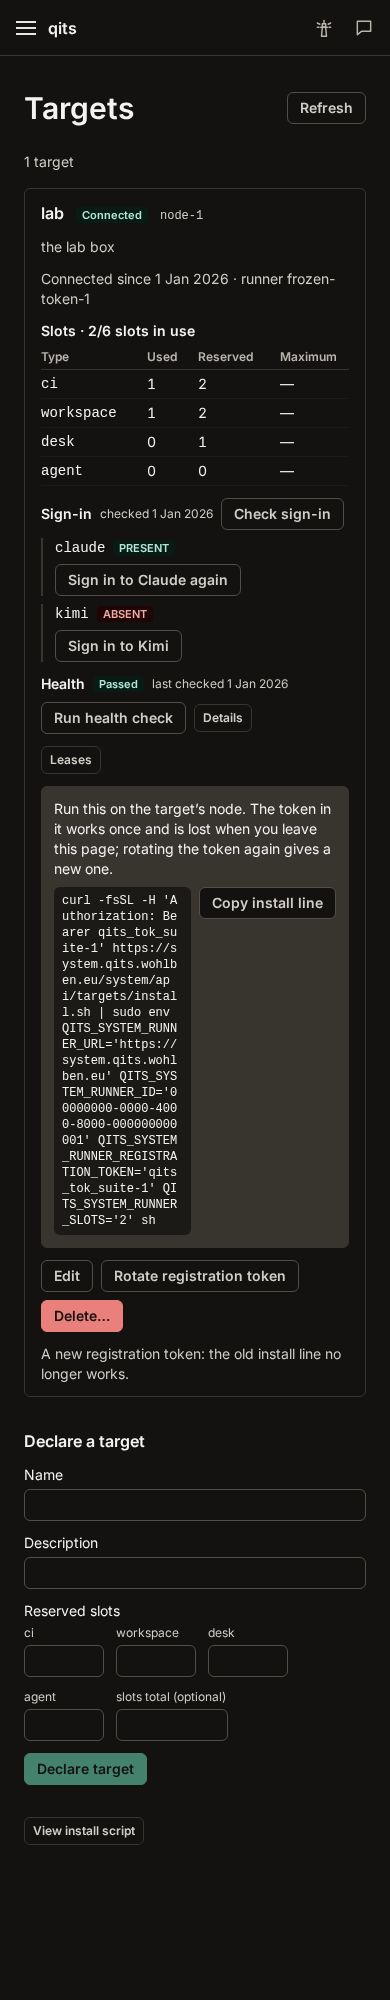 qits
Targets
Refresh
1 target
lab Connected node-1
the lab box
Connected since 1 Jan 2026 · runner frozen-
token-1
Slots · 2/6 slots in use
Type Used Reserved Maximum
ci 1 2 —
workspace 1 2 —
desk 0 1 —
agent 0 0 —
Sign-in checked 1 Jan 2026 Check sign-in
claude PRESENT
Sign in to Claude again
kimi ABSENT
Sign in to Kimi
Health Passed last checked 1 Jan 2026
Run health check Details
Leases
Run this on the target’s node. The token in
it works once and is lost when you leave
this page; rotating the token again gives a
new one.
Copy install line
curl -fsSL -H 'A
uthorization: Be
arer qits_tok_su
ite-1' https://s
ystem.qits.wohlb
en.eu/system/ap
i/targets/instal
l.sh | sudo env
QITS_SYSTEM_RUNN
ER_URL='https://
system.qits.wohl
ben.eu' QITS_SYS
TEM_RUNNER_ID='0
0000000-0000-400
0-8000-000000000
001' QITS_SYSTEM
_RUNNER_REGISTRA
TION_TOKEN='qits
_tok_suite-1' QI
TS_SYSTEM_RUNNER
_SLOTS='2' sh
Edit Rotate registration token
Delete…
A new registration token: the old install line no
longer works.
Declare a target
Name
Description
Reserved slots
ci workspace desk
agent slots total (optional)
Declare target
View install script